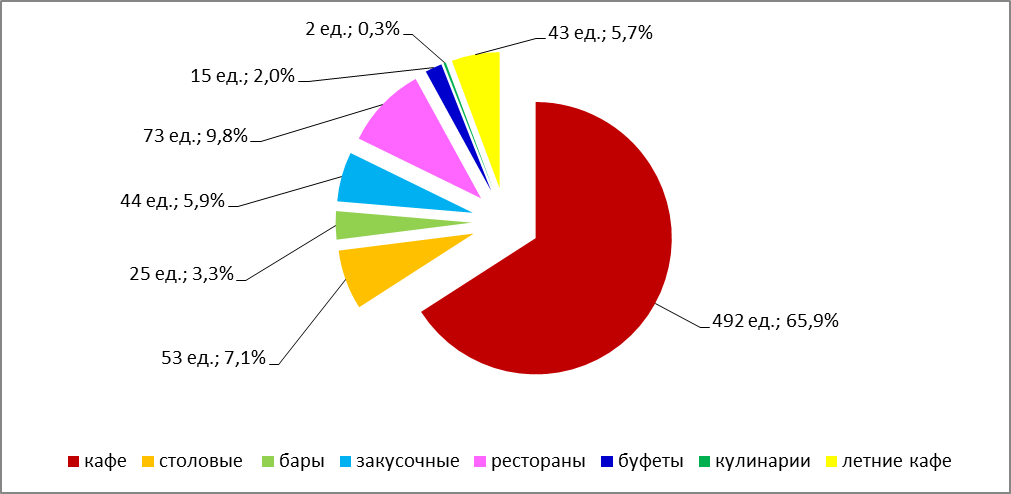 2 ед.; 0,3%
43 ед.; 5,7%
15 ед.; 2,0%
73 ед.; 9,8%
44 ед.; 5,9%
25 ед.; 3,3%
492 ед.; 65,9%
53 ед.; 7,1%
кафе столовые бары закусочные рестораны буфеты кулинарии летние кафе